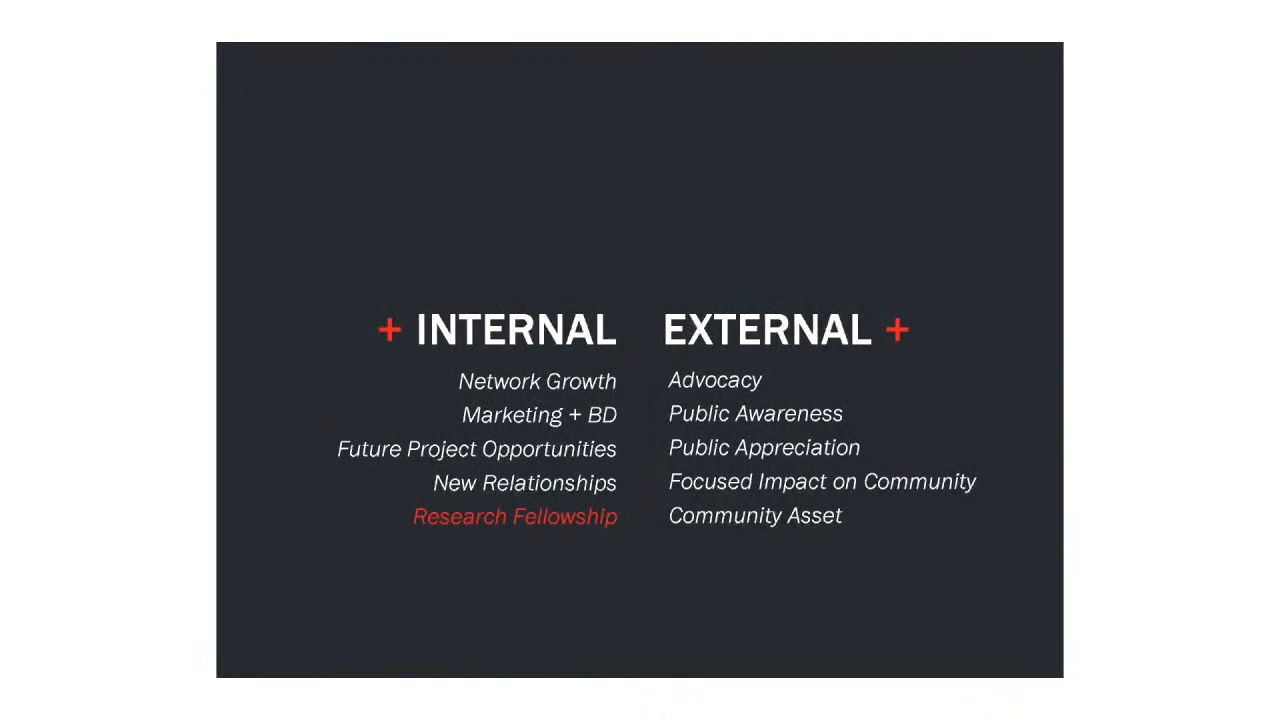 + INTERNAL
Network Growth
Marketing + BD
Future Project Opportunities
New Relationships
Research Fellowship
EXTERNAL +
Advocacy
Public Awareness
Public Appreciation
Focused Impact on Community
Community Asset